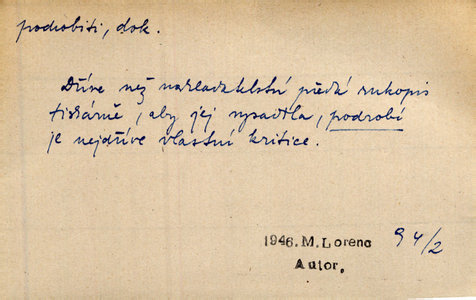 podrobiti, dok.
Dříve než nakladatelství předá rukopis
tiskárně, aby jej vysadila, podrobí
je nejdříve vlastní kritice.
1946. M. Lorenc
Autor.
94/2